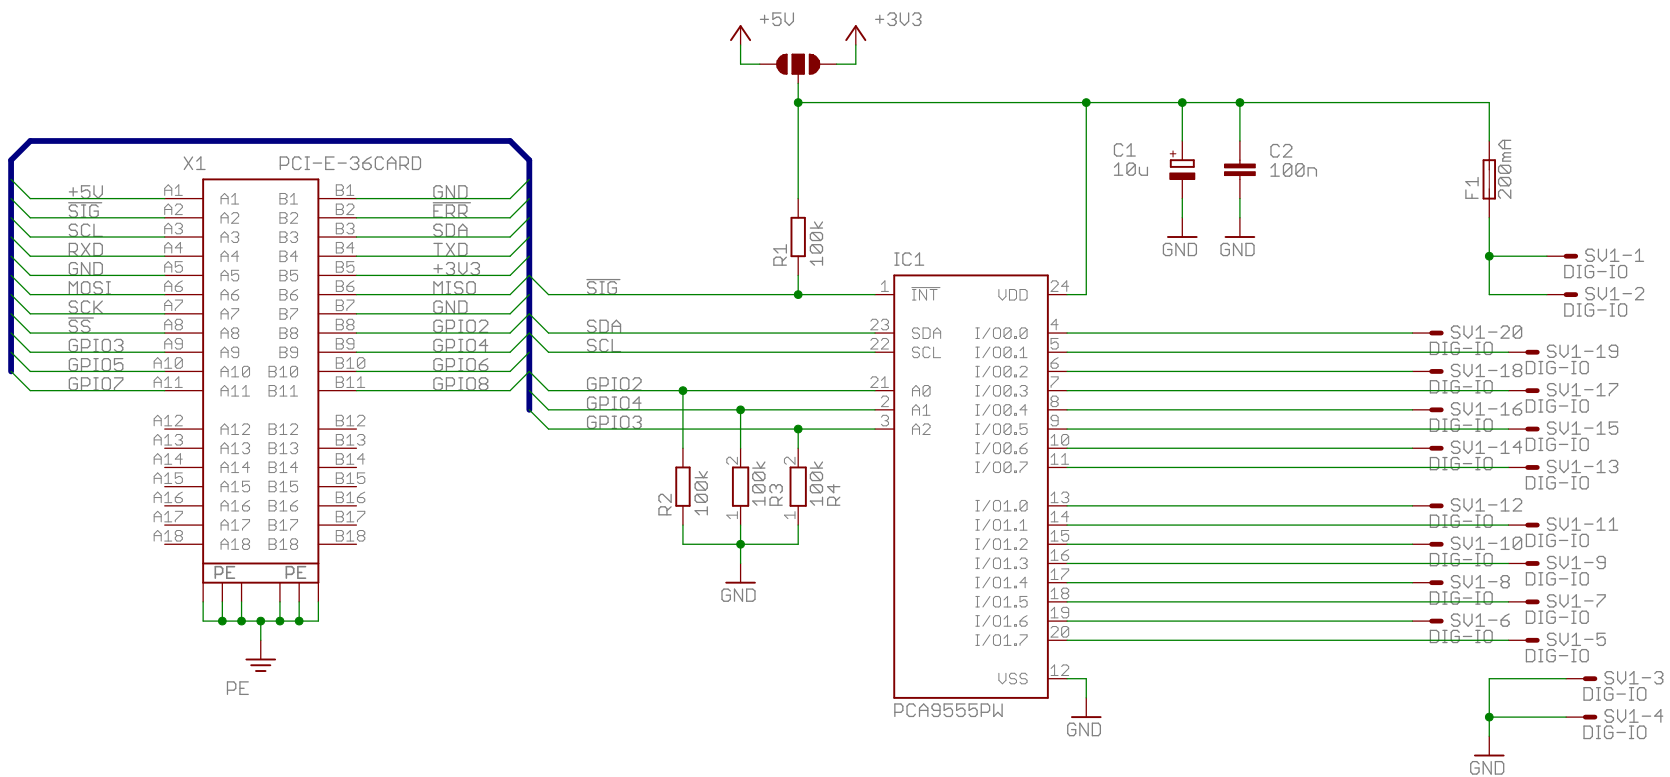 +5V
+3V3
X1
PCI-E-36CARD
+5V A1 A1 B1 B1 GND
SIG A2 A2 B2 B2 ERR
SCL A3 A3 B3 B3 SDA
RXD A4 A4 B4 B4 TXD
GND A5 A5 B5 B5 +3V3
MOSI A6 A6 B6 B6 MISO
SCK A7 A7 B7 B7 GND
SS A8 A8 B8 B8 GPIO2
GPIO3 A9 A9 B9 B9 GPIO4
GPIO5 A10 A10 B10 B10 GPIO6
GPIO7 A11 A11 B11 B11 GPIO8
A12 A12 B12 B12
A13 A13 B13 B13
A14 A14 B14 B14
A15 A15 B15 B15
A16 A16 B16 B16
A17 A17 B17 B17
A18 A18 B18 B18
PE PE
PE
R1
100k
C1
10u
+
GND
C2
100n
GND
F1
200mA
SV1-1
DIG-IO
SV1-2
DIG-IO
SIG
SDA
SCL
GPIO2
GPIO4
GPIO3
R2
100k
2
1
100k
R3
2
1
100k
R4
GND
IC1
1 INT VDD 24
23 SDA I/O0.0 4
22 SCL I/O0.1 5
I/O0.2 6
21 A0 I/O0.3 7
2 A1 I/O0.4 8
3 A2 I/O0.5 9
I/O0.6 10
I/O0.7 11
I/O1.0 13
I/O1.1 14
I/O1.2 15
I/O1.3 16
I/O1.4 17
I/O1.5 18
I/O1.6 19
I/O1.7 20
VSS 12
PCA9555PW
GND
SV1-20
DIG-IO
SV1-19
DIG-IO
SV1-18
DIG-IO
SV1-17
DIG-IO
SV1-16
DIG-IO
SV1-15
DIG-IO
SV1-14
DIG-IO
SV1-13
DIG-IO
SV1-12
DIG-IO
SV1-11
DIG-IO
SV1-10
DIG-IO
SV1-9
DIG-IO
SV1-8
DIG-IO
SV1-7
DIG-IO
SV1-6
DIG-IO
SV1-5
DIG-IO
SV1-3
DIG-IO
SV1-4
DIG-IO
GND